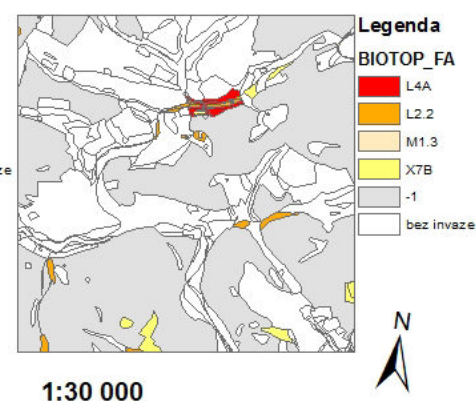 Legenda
BIOTOP_FA
L4A
L2.2
M1.3
X7B
-1
bez invaze
N
1:30 000